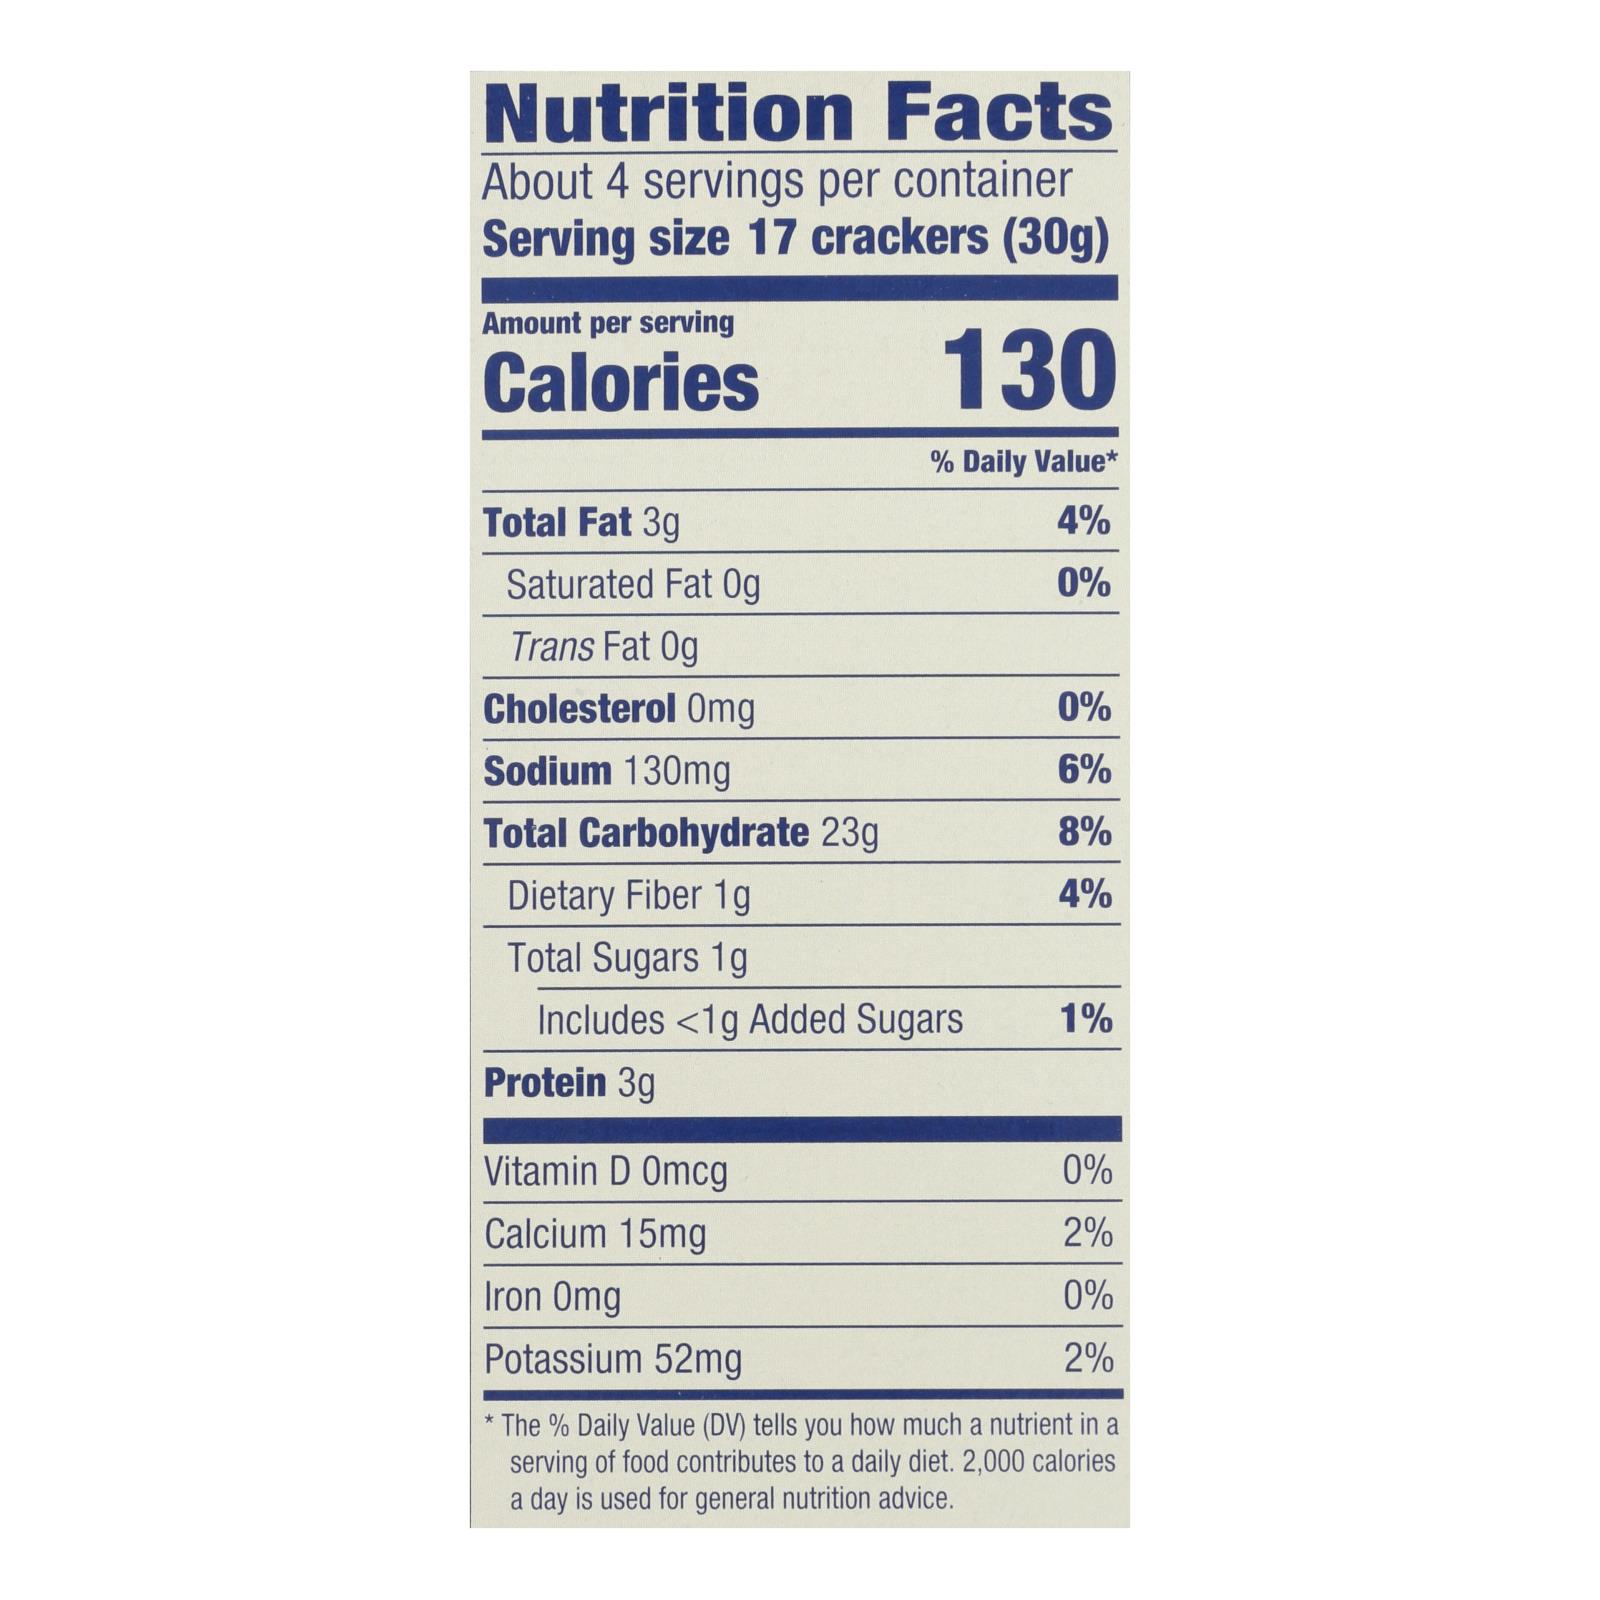 Nutrition Facts
About 4 servings per container
Serving size 17 crackers (30g)
Amount per serving
Calories 130
% Daily Value*
Total Fat 3g 4%
Saturated Fat 0g 0%
Trans Fat 0g
Cholesterol 0mg 0%
Sodium 130mg 6%
Total Carbohydrate 23g 8%
Dietary Fiber 1g 4%
Total Sugars 1g
Includes <1g Added Sugars 1%
Protein 3g
Vitamin D 0mcg 0%
Calcium 15mg 2%
Iron 0mg 0%
Potassium 52mg 2%
* The % Daily Value (DV) tells you how much a nutrient in a
serving of food contributes to a daily diet. 2,000 calories
a day is used for general nutrition advice.